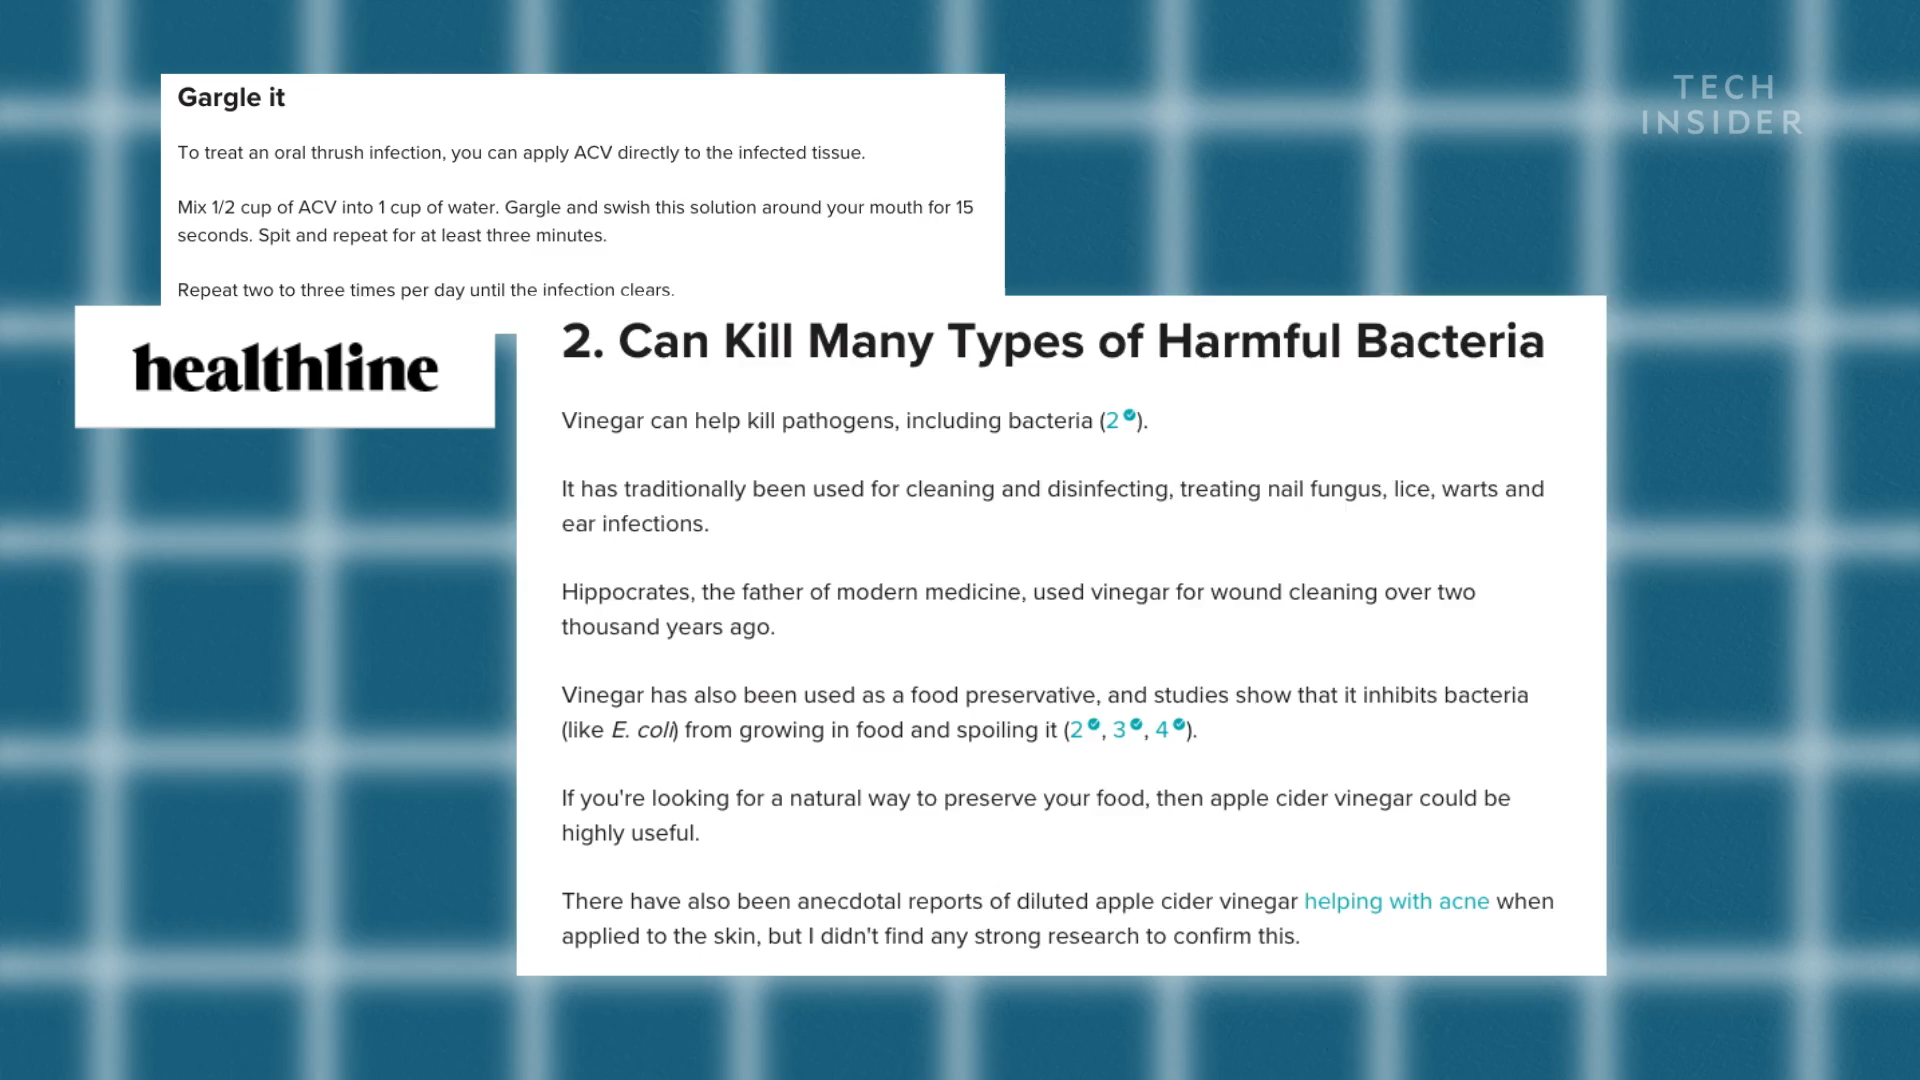 TECH
INSIDER
Gargle it
To treat an oral thrush infection, you can apply ACV directly to the infected tissue.
Mix 1/2 cup of ACV into 1 cup of water. Gargle and swish this solution around your mouth for 15
seconds. Spit and repeat for at least three minutes.
Repeat two to three times per day until the infection clears.
healthline
2. Can Kill Many Types of Harmful Bacteria
Vinegar can help kill pathogens, including bacteria (2).
It has traditionally been used for cleaning and disinfecting, treating nail fungus, lice, warts and
ear infections.
Hippocrates, the father of modern medicine, used vinegar for wound cleaning over two
thousand years ago.
Vinegar has also been used as a food preservative, and studies show that it inhibits bacteria
(like E. coli) from growing in food and spoiling it (2, 3, 4).
If you're looking for a natural way to preserve your food, then apple cider vinegar could be
highly useful.
There have also been anecdotal reports of diluted apple cider vinegar helping with acne when
applied to the skin, but I didn't find any strong research to confirm this.